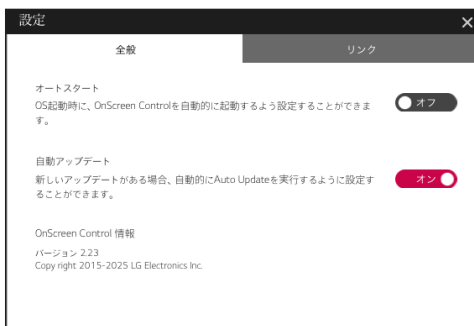 設定
全般
リンク
オートスタート
OS起動時に、OnScreen Controlを自動的に起動するよう設定することができま
す。
オフ
自動アップデート
新しいアップデートがある場合、自動的にAuto Updateを実行するように設定す
ることができます。
オン
OnScreen Control 情報
バージョン 2.23
Copy right 2015-2025 LG Electronics Inc.